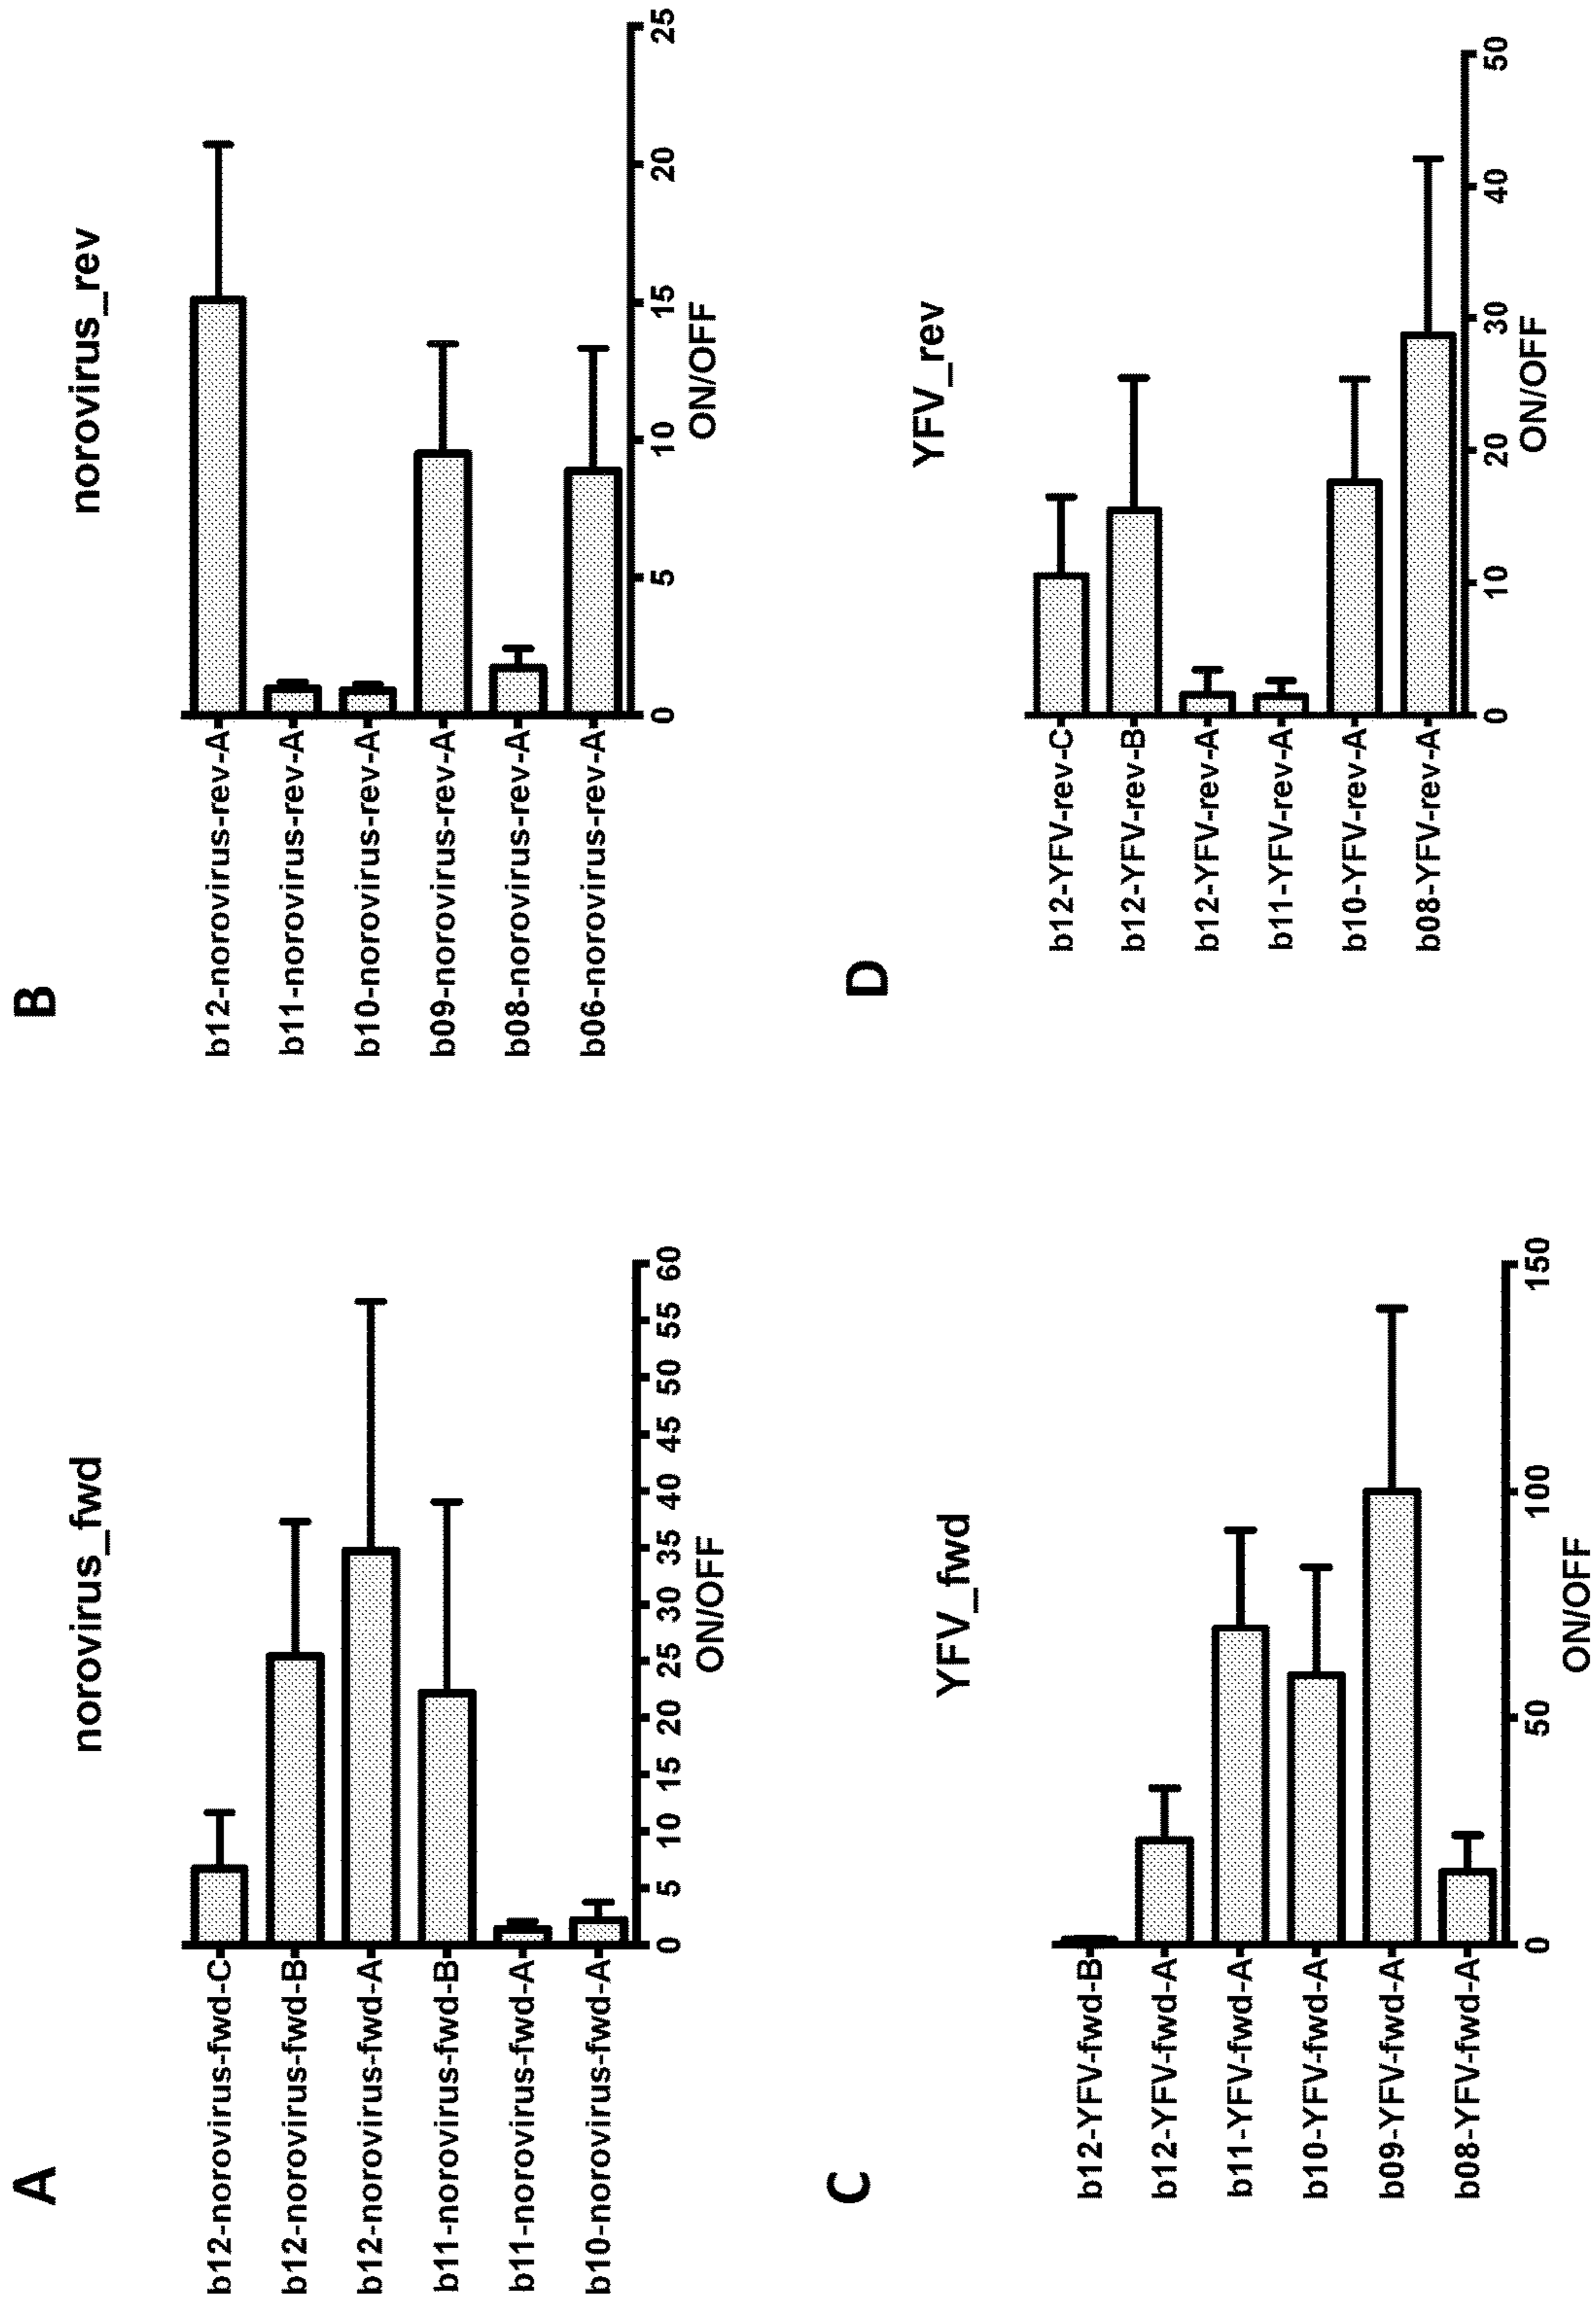 A
norovirus_fwd
b12-norovirus-fwd-C
b12-norovirus-fwd-B
b12-norovirus-fwd-A
b11-norovirus-fwd-B
b11-norovirus-fwd-A
b10-norovirus-fwd-A
0 5 10 15 20 25 30 35 40 45 50 55 60
ON/OFF
B
norovirus_rev
b12-norovirus-rev-A
b11-norovirus-rev-A
b10-norovirus-rev-A
b09-norovirus-rev-A
b08-norovirus-rev-A
b06-norovirus-rev-A
0 5 10 15 20 25
ON/OFF
C
YFV_fwd
b12-YFV-fwd-B
b12-YFV-fwd-A
b11-YFV-fwd-A
b10-YFV-fwd-A
b09-YFV-fwd-A
b08-YFV-fwd-A
0 50 100 150
ON/OFF
D
YFV_rev
b12-YFV-rev-C
b12-YFV-rev-B
b12-YFV-rev-A
b11-YFV-rev-A
b10-YFV-rev-A
b08-YFV-rev-A
0 10 20 30 40 50
ON/OFF